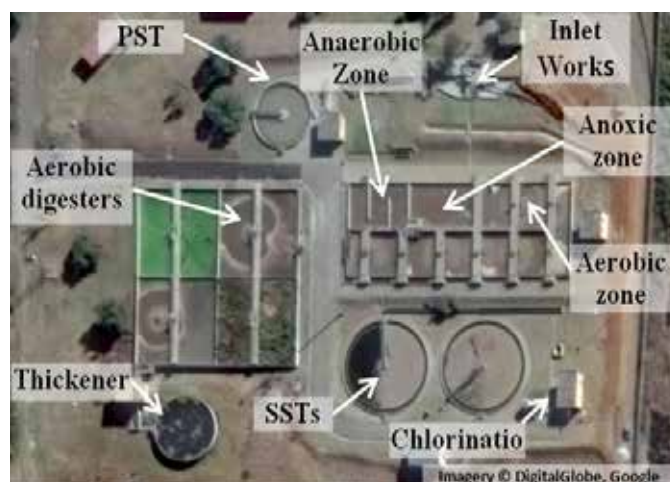 PST
Anaerobic
Zone
Inlet
Works
Anoxic
zone
Aerobic
digesters
Aerobic
zone
Thickener
SSTs
Chlorinatio
Imagery © DigitalGlobe, Google